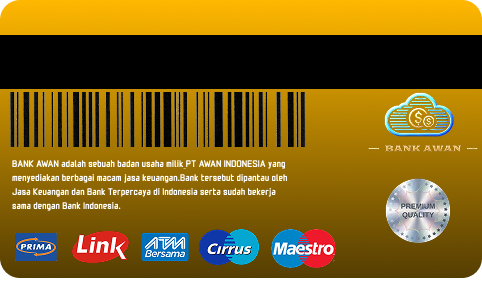 BANK AWAN
BANK AWAN adalah sebuah badan usaha milik PT AWAN INDONESIA yang
menyediakan berbagai macam jasa keuangan.Bank tersebut dipantau oleh
Jasa Keuangan dan Bank Terpercaya di Indonesia serta sudah bekerja
sama dengan Bank Indonesia.
PREMIUM
QUALITY
PRIMA
Link
ATM
Bersama
Cirrus
Maestro